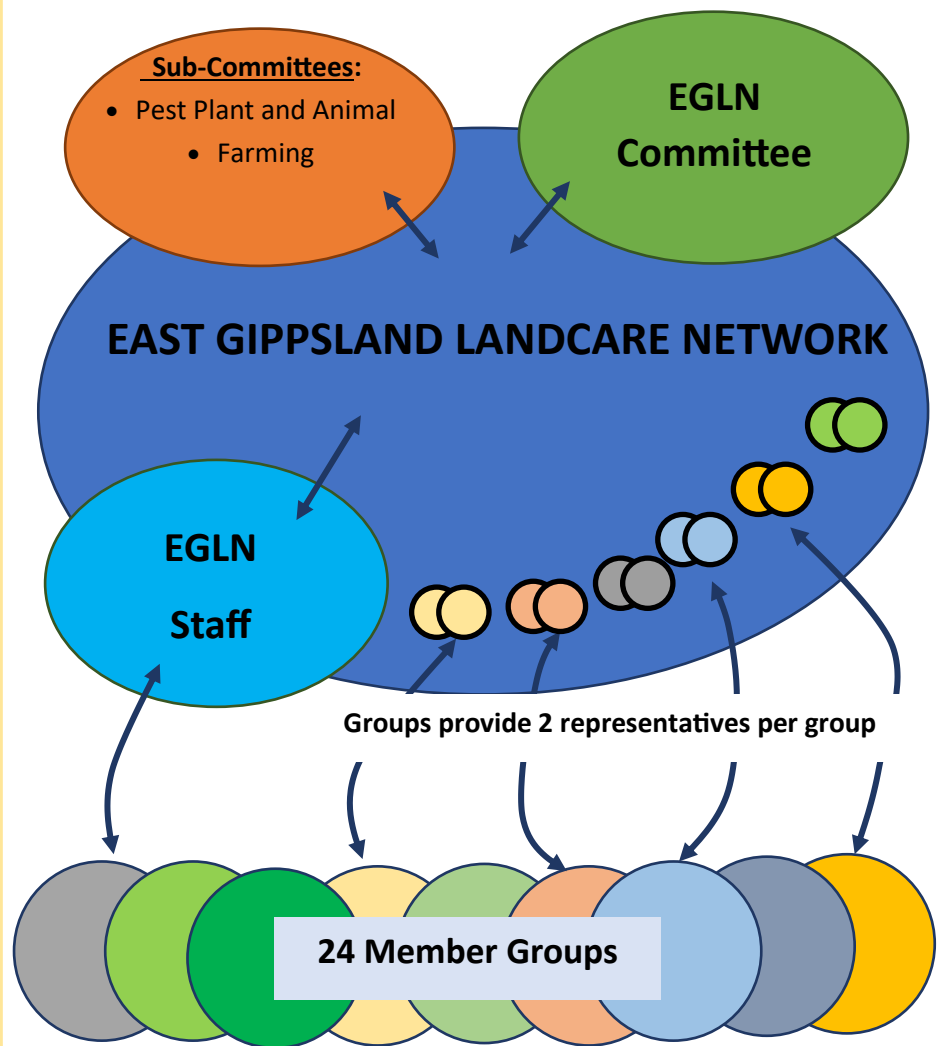 Sub-Committees:
• Pest Plant and Animal
• Farming
EGLN
Committee
EAST GIPPSLAND LANDCARE NETWORK
EGLN
Staff
Groups provide 2 representatives per group
24 Member Groups